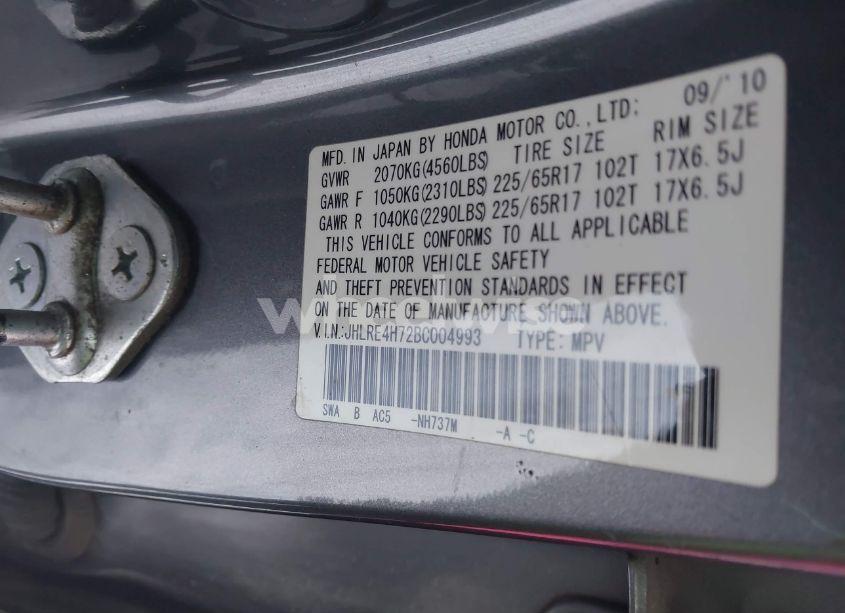 MFD. IN JAPAN BY HONDA MOTOR CO., LTD: 09/'10
GVWR 2070KG(4560LBS) TIRE SIZE RIM SIZE
GAWR F 1050KG(2310LBS) 225/65R17 102T 17X6.5J
GAWR R 1040KG(2290LBS) 225/65R17 102T 17X6.5J
THIS VEHICLE CONFORMS TO ALL APPLICABLE
FEDERAL MOTOR VEHICLE SAFETY
AND THEFT PREVENTION STANDARDS IN EFFECT
ON THE DATE OF MANUFACTURE SHOWN ABOVE.
V.I.N:JHLRE4H72BC004993 TYPE: MPV
SWA B AC5 -NH737M -A -C